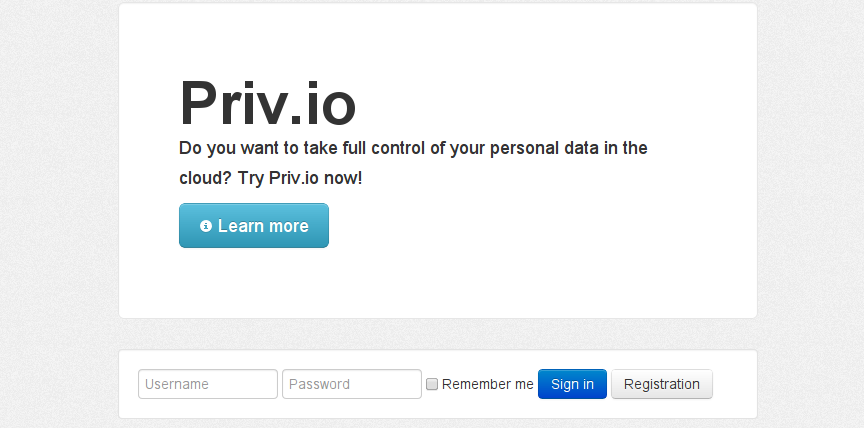 Priv.io
Do you want to take full control of your personal data in the
cloud? Try Priv.io now!
Learn more
Username Password Remember me Sign in Registration